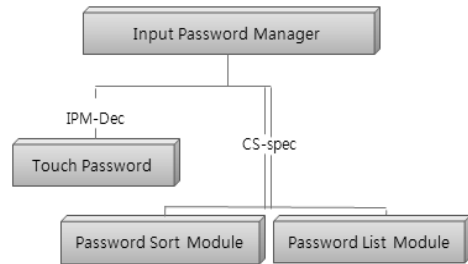 Input Password Manager
IPM-Dec
CS-spec
Touch Password
Password Sort Module
Password List Module